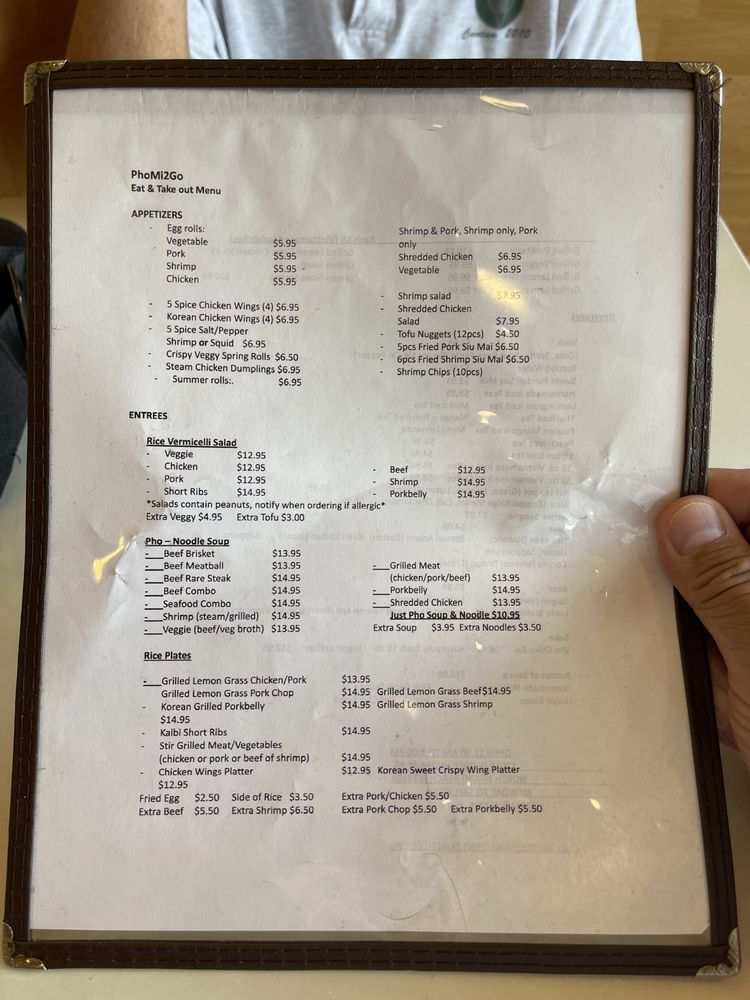 Cancun 2010
PhoMi2Go
Eat & Take out Menu
APPETIZERS
- Egg rolls:
Vegetable $5.95
Pork $5.95
Shrimp $5.95
Chicken $5.95
- 5 Spice Chicken Wings (4) $6.95
- Korean Chicken Wings (4) $6.95
- 5 Spice Salt/Pepper
Shrimp or Squid $6.95
- Crispy Veggy Spring Rolls $6.50
- Steam Chicken Dumplings $6.95
- Summer rolls:. $6.95
Shrimp & Pork, Shrimp only, Pork
only
Shredded Chicken $6.95
Vegetable $6.95
- Shrimp salad $7.95
- Shredded Chicken
Salad $7.95
- Tofu Nuggets (12pcs) $4.50
- 5pcs Fried Pork Siu Mai $6.50
- 6pcs Fried Shrimp Siu Mai $6.50
- Shrimp Chips (10pcs)
ENTREES
Rice Vermicelli Salad
- Veggie $12.95
- Chicken $12.95
- Pork $12.95
- Short Ribs $14.95
- Beef $12.95
- Shrimp $14.95
- Porkbelly $14.95
*Salads contain peanuts, notify when ordering if allergic*
Extra Veggy $4.95 Extra Tofu $3.00
Pho – Noodle Soup
-___Beef Brisket $13.95
-___Beef Meatball $13.95
-___Beef Rare Steak $14.95
-___Beef Combo $14.95
-___Seafood Combo $14.95
-___Shrimp (steam/grilled) $14.95
-___Veggie (beef/veg broth) $13.95
-___Grilled Meat
(chicken/pork/beef) $13.95
-___Porkbelly $14.95
-___Shredded Chicken $13.95
Just Pho Soup & Noodle $10.95
Extra Soup $3.95 Extra Noodles $3.50
Rice Plates
-___Grilled Lemon Grass Chicken/Pork $13.95
Grilled Lemon Grass Pork Chop $14.95 Grilled Lemon Grass Beef$14.95
- Korean Grilled Porkbelly $14.95 Grilled Lemon Grass Shrimp
$14.95
- Kalbi Short Ribs $14.95
- Stir Grilled Meat/Vegetables
(chicken or pork or beef of shrimp) $14.95
- Chicken Wings Platter $12.95 Korean Sweet Crispy Wing Platter
$12.95
Fried Egg $2.50 Side of Rice $3.50 Extra Pork/Chicken $5.50
Extra Beef $5.50 Extra Shrimp $6.50 Extra Pork Chop $5.50 Extra Porkbelly $5.50